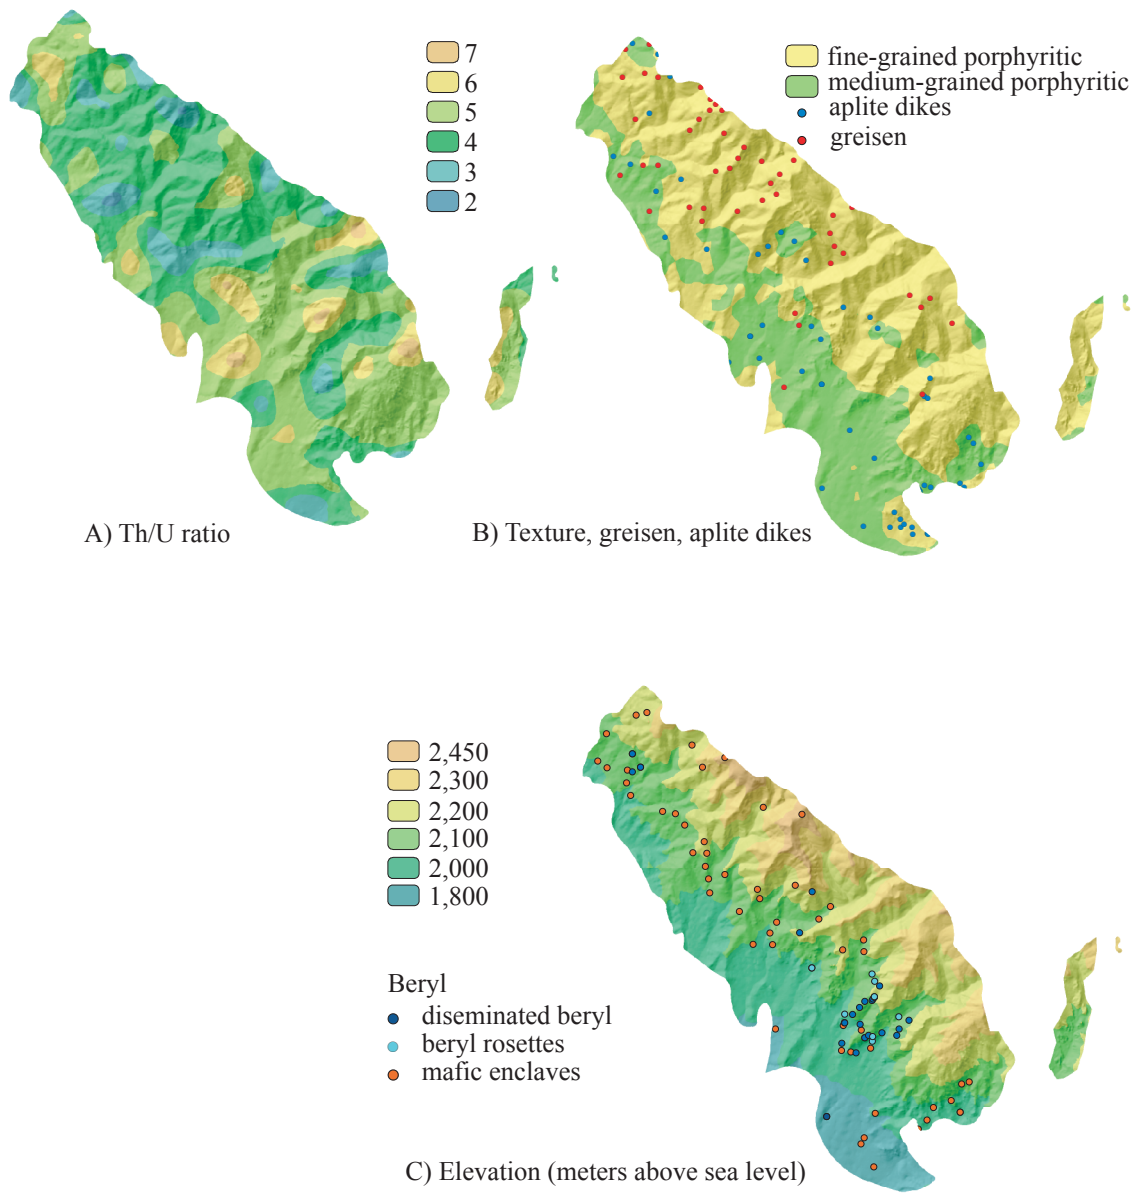 7
6
5
4
3
2
fine-grained porphyritic
medium-grained porphyritic
aplite dikes
greisen
A) Th/U ratio
B) Texture, greisen, aplite dikes
2,450
2,300
2,200
2,100
2,000
1,800
Beryl
diseminated beryl
beryl rosettes
mafic enclaves
C) Elevation (meters above sea level)